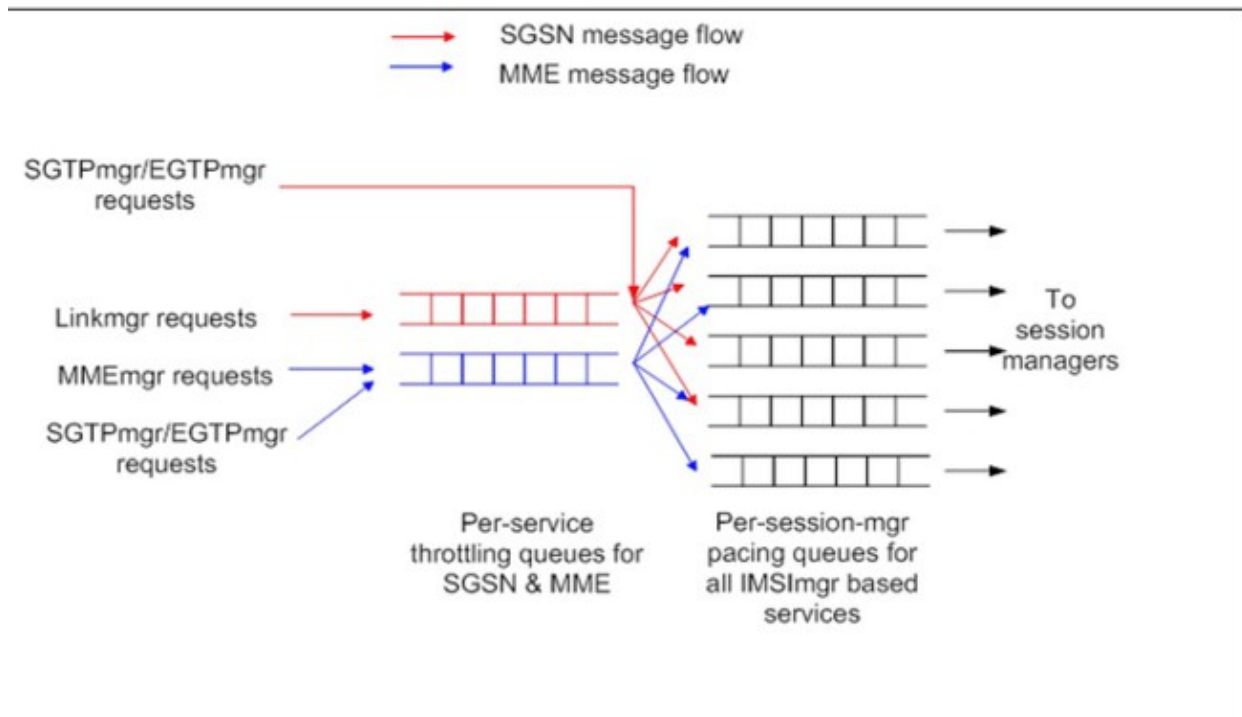 SGSN message flow
MME message flow
SGTPmgr/EGTPmgr
requests
Linkmgr requests
MMEmgr requests
SGTPmgr/EGTPmgr
requests
To
session
managers
Per-service
throttling queues for
SGSN & MME
Per-session-mgr
pacing queues for
all IMSImgr based
services